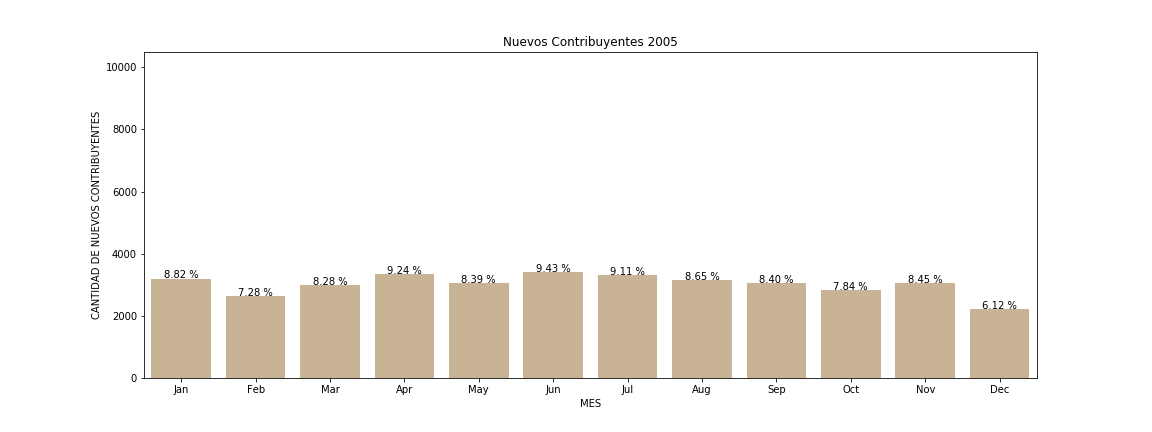 Nuevos Contribuyentes 2005
CANTIDAD DE NUEVOS CONTRIBUYENTES
10000
8000
6000
4000
2000
0
8.82 %
7.28 %
8.28 %
9.24 %
8.39 %
9.43 %
9.11 %
8.65 %
8.40 %
7.84 %
8.45 %
6.12 %
Jan
Feb
Mar
Apr
May
Jun
Jul
Aug
Sep
Oct
Nov
Dec
MES